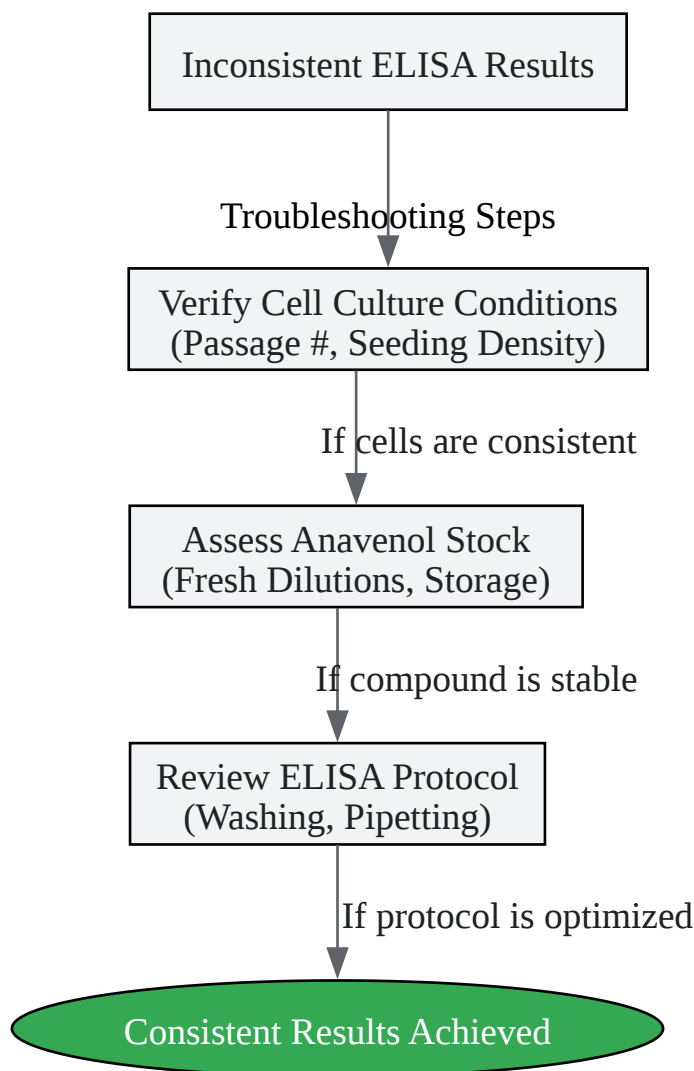 Inconsistent ELISA Results
Troubleshooting Steps
Verify Cell Culture Conditions
(Passage #, Seeding Density)
If cells are consistent
Assess Anavenol Stock
(Fresh Dilutions, Storage)
If compound is stable
Review ELISA Protocol
(Washing, Pipetting)
If protocol is optimized
Consistent Results Achieved